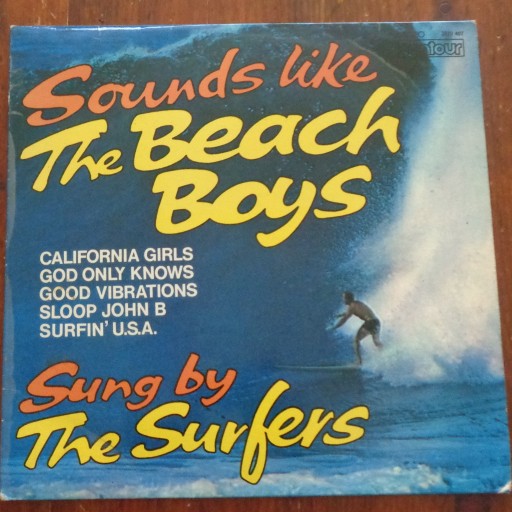 Sounds like
The Beach
Boys
CALIFORNIA GIRLS
GOD ONLY KNOWS
GOOD VIBRATIONS
SLOOP JOHN B
SURFIN' U.S.A.
Sung by
The Surfers